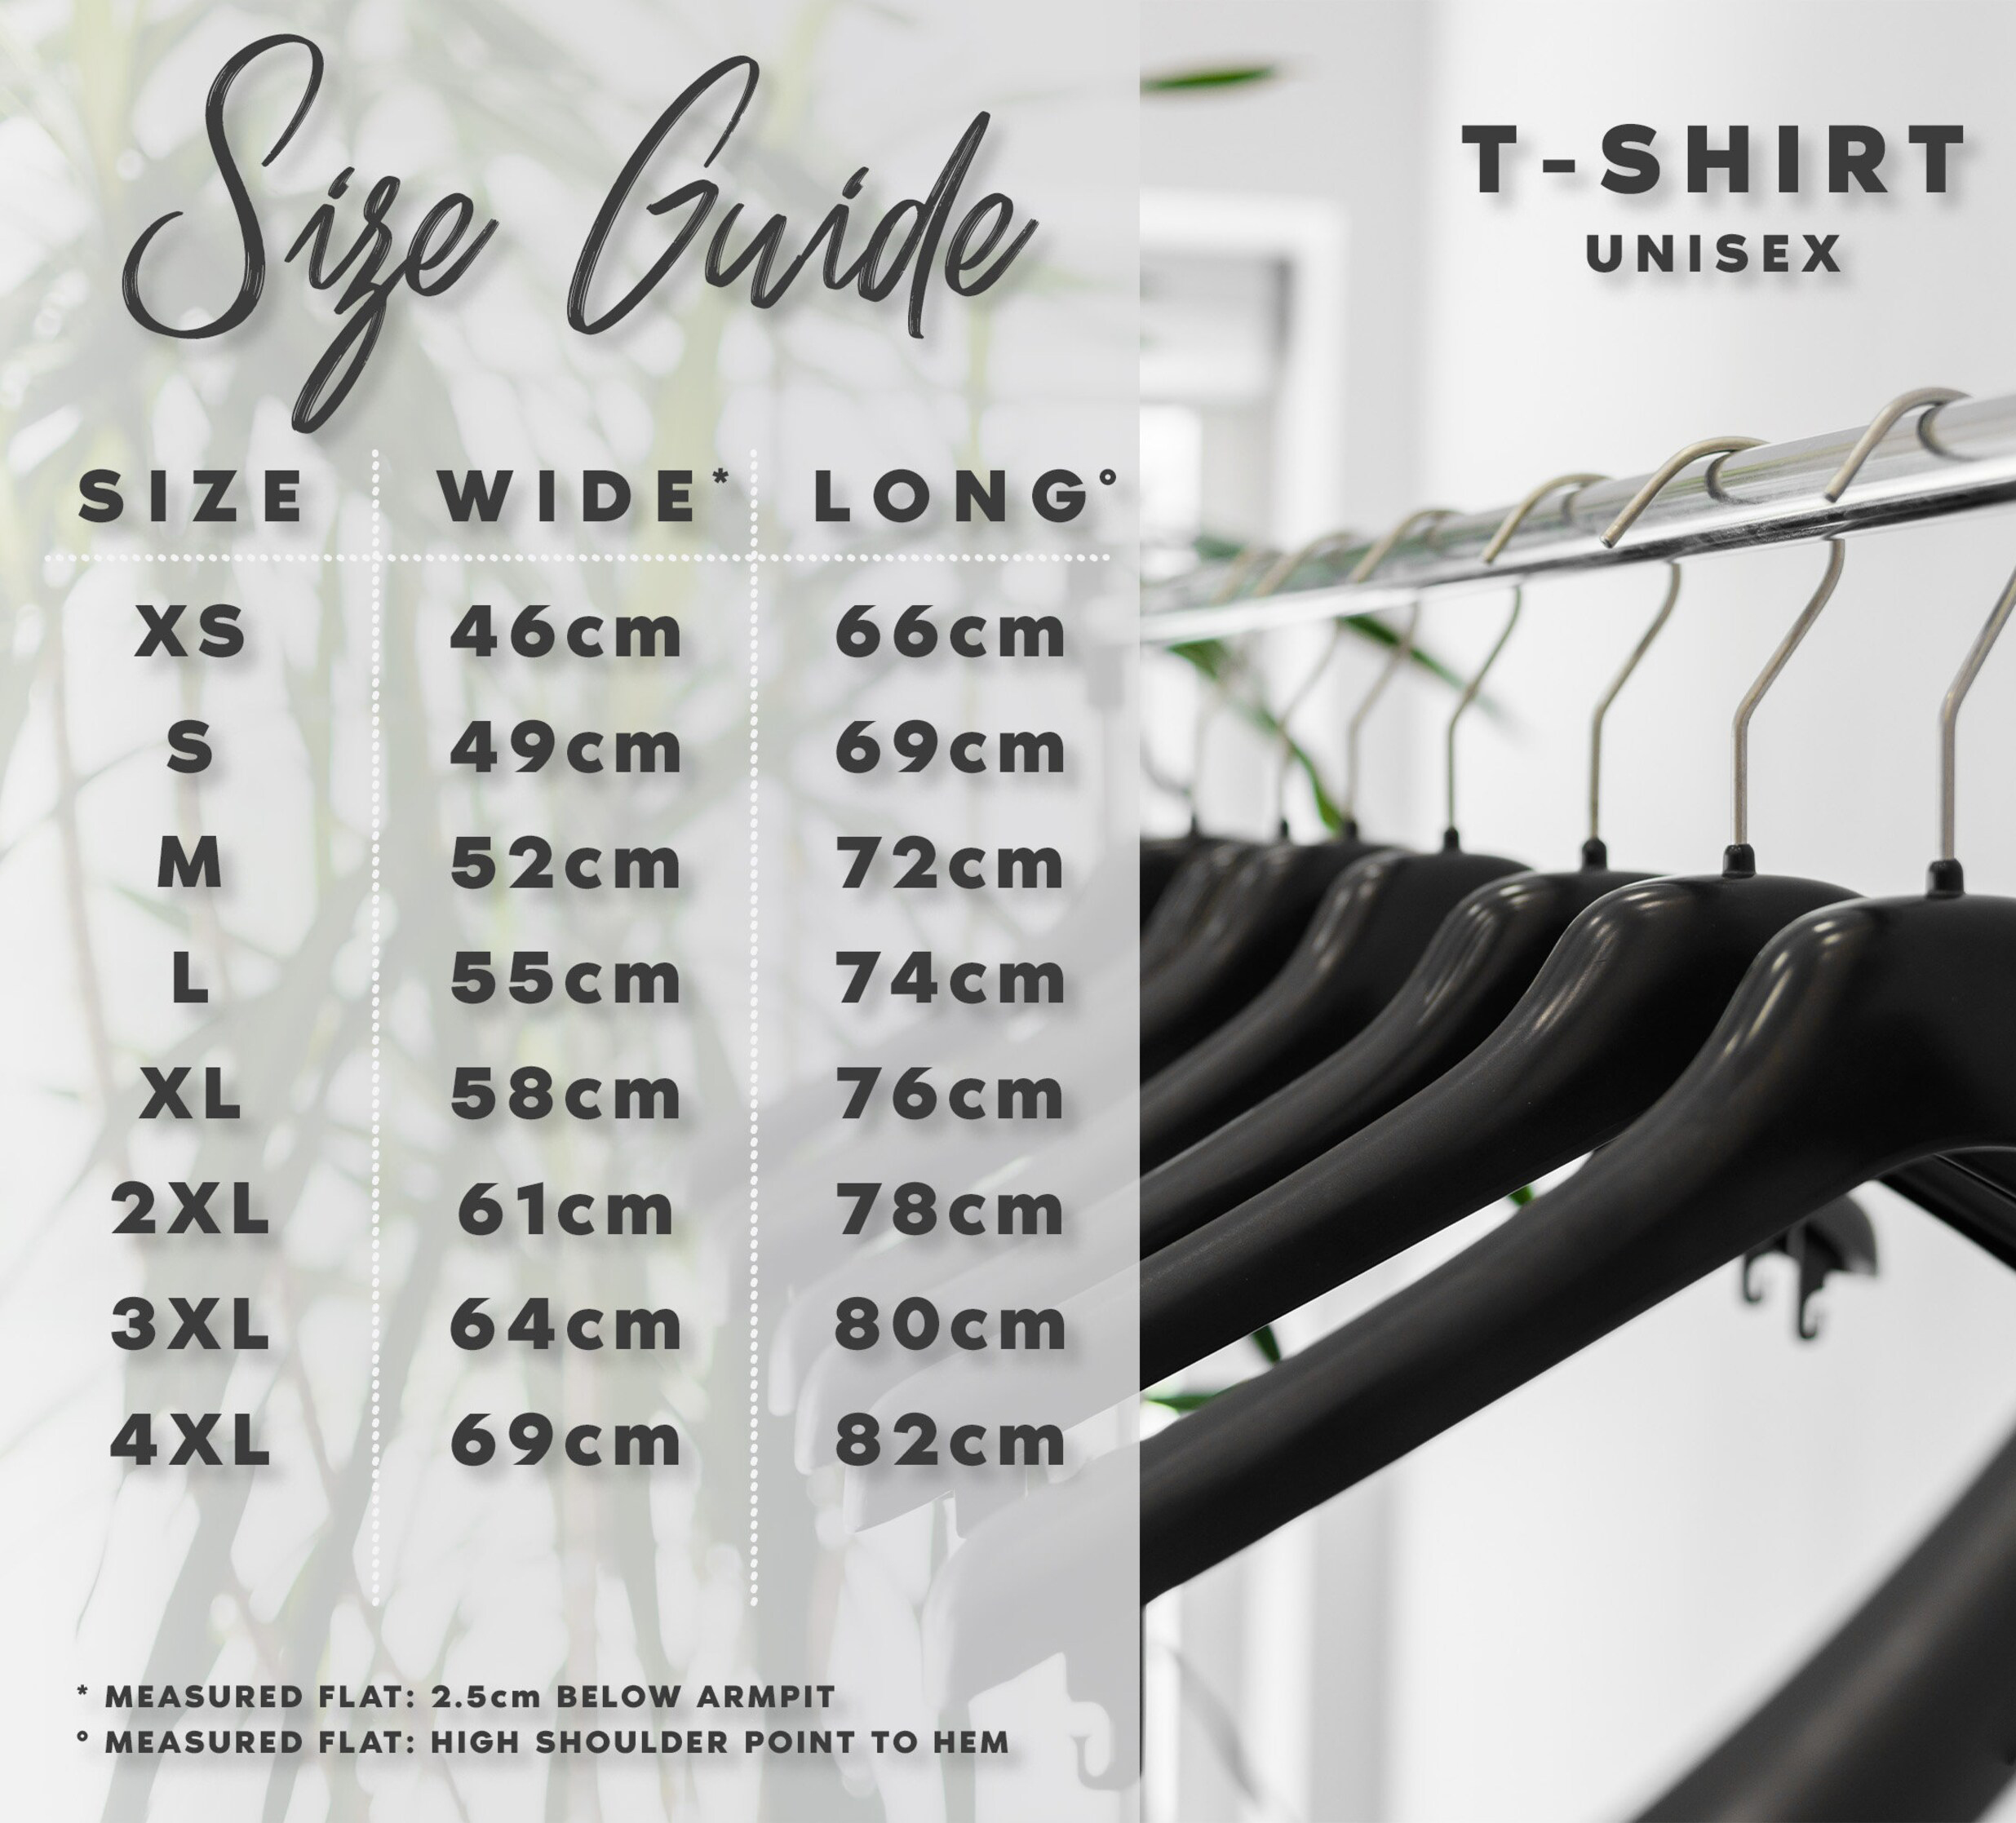 Size Guide
T-SHIRT
UNISEX
SIZE WIDE* LONG°
XS 46cm 66cm
S 49cm 69cm
M 52cm 72cm
L 55cm 74cm
XL 58cm 76cm
2XL 61cm 78cm
3XL 64cm 80cm
4XL 69cm 82cm
* MEASURED FLAT: 2.5cm BELOW ARMPIT
° MEASURED FLAT: HIGH SHOULDER POINT TO HEM